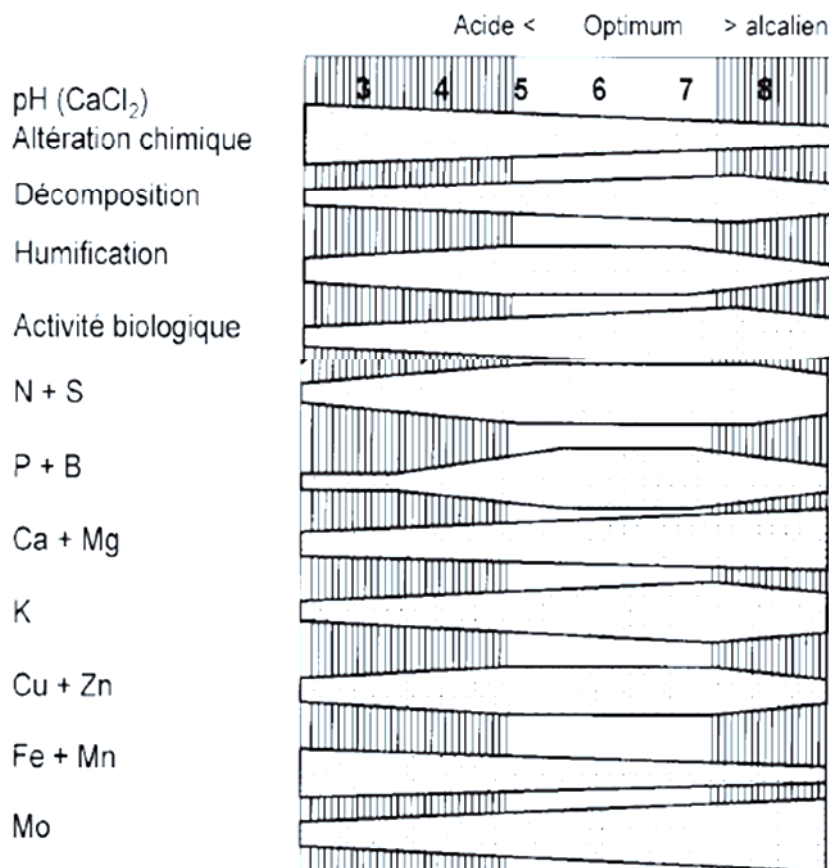 Acide < Optimum > alcalien
3 4 5 6 7 8
pH (CaCl₂)
Altération chimique
Décomposition
Humification
Activité biologique
N + S
P + B
Ca + Mg
K
Cu + Zn
Fe + Mn
Mo